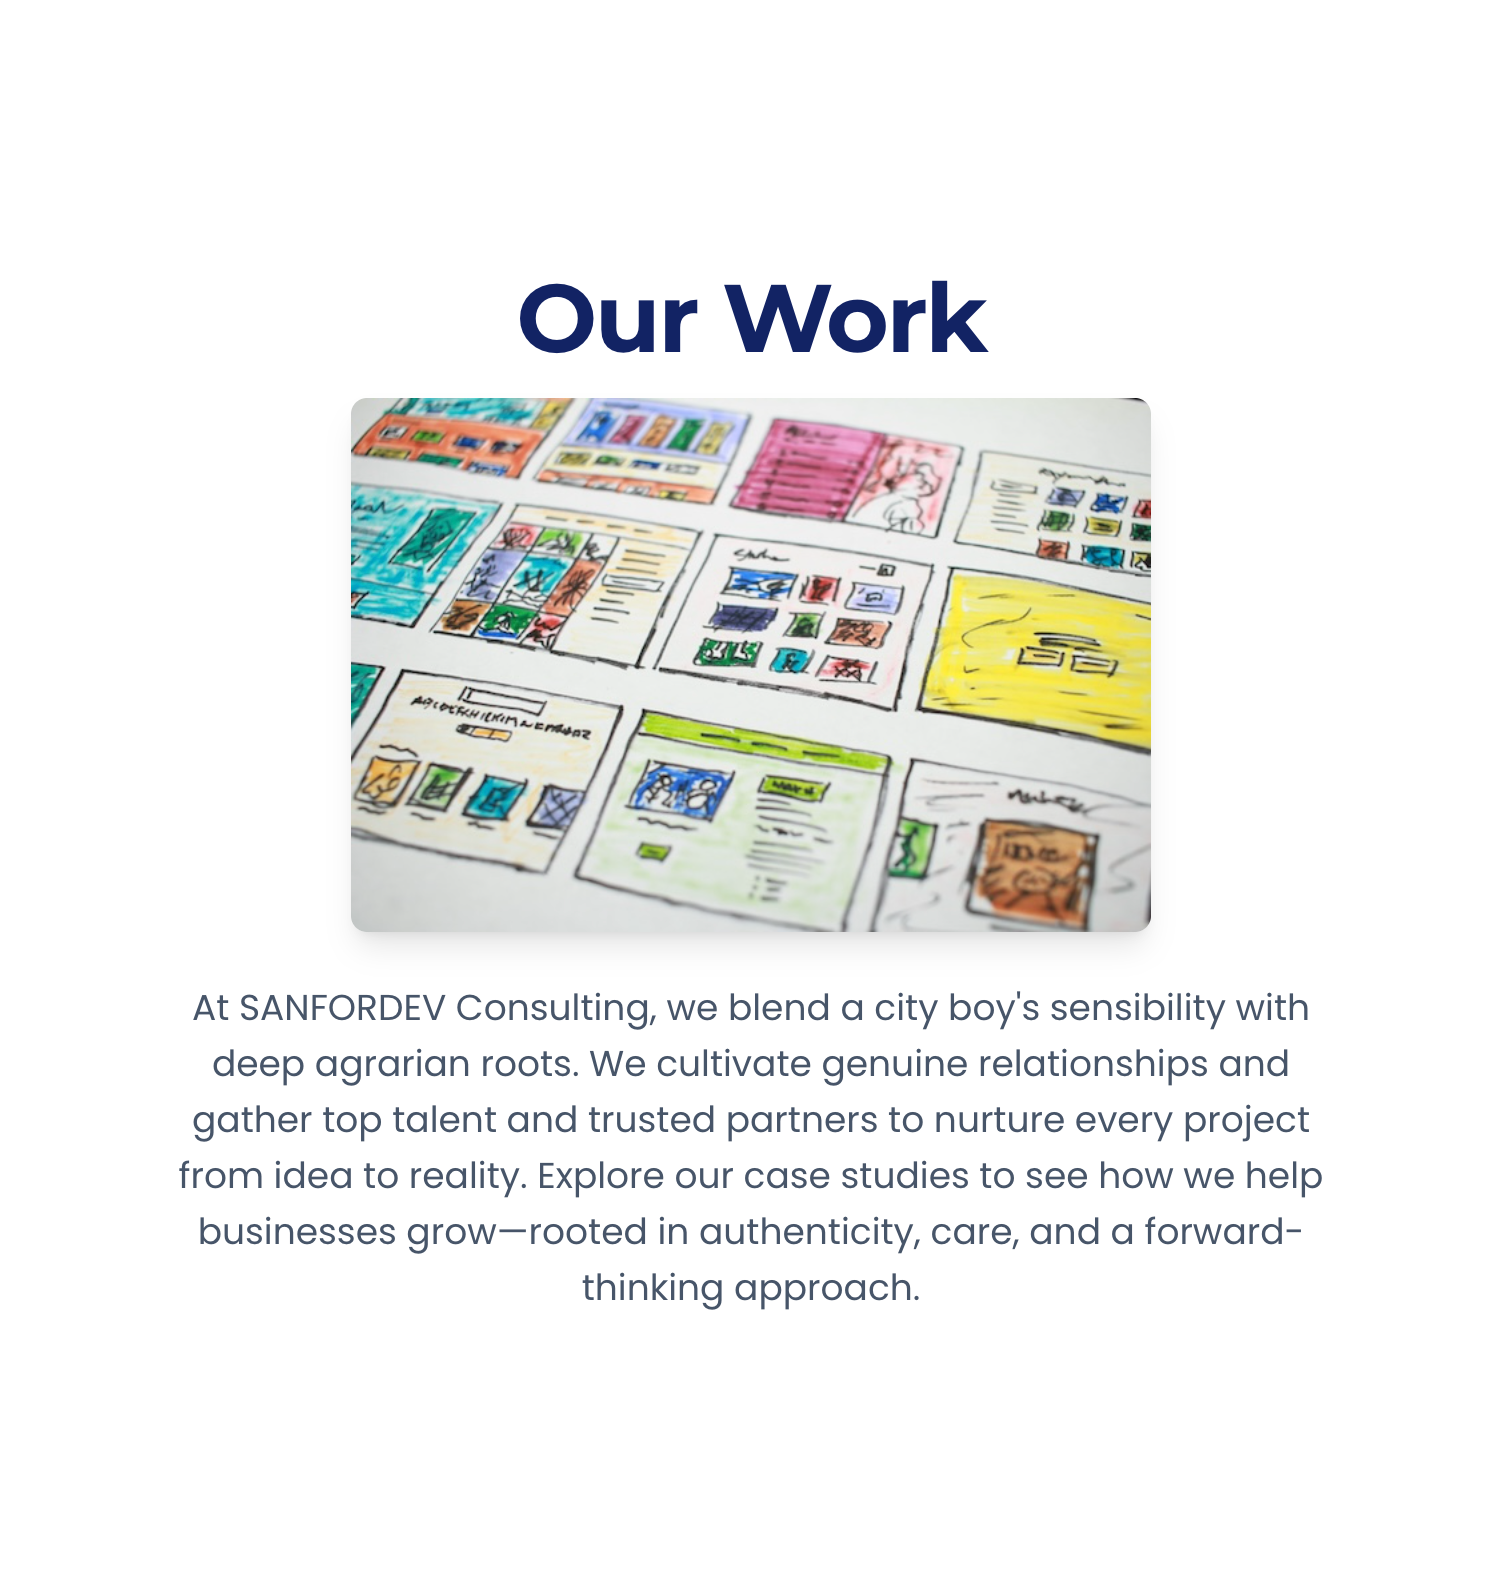 Our Work
At SANFORDEV Consulting, we blend a city boy's sensibility with
deep agrarian roots. We cultivate genuine relationships and
gather top talent and trusted partners to nurture every project
from idea to reality. Explore our case studies to see how we help
businesses grow—rooted in authenticity, care, and a forward-
thinking approach.